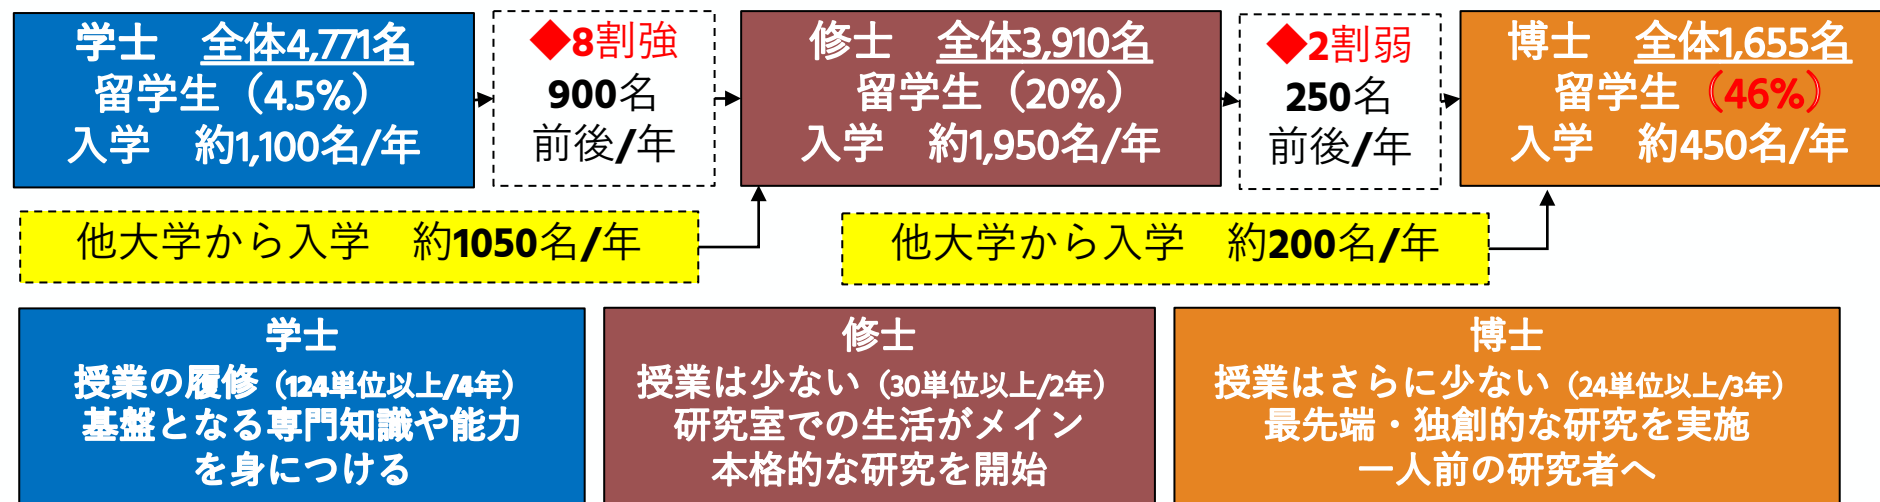 学士　全体4,771名
留学生（4.5%）
入学　約1,100名/年
◆8割強
900名
前後/年
修士　全体3,910名
留学生（20%）
入学　約1,950名/年
◆2割弱
250名
前後/年
博士　全体1,655名
留学生（46%）
入学　約450名/年
他大学から入学　約1050名/年
他大学から入学　約200名/年
学士
授業の履修（124単位以上/4年）
基盤となる専門知識や能力
を身につける
修士
授業は少ない（30単位以上/2年）
研究室での生活がメイン
本格的な研究を開始
博士
授業はさらに少ない（24単位以上/3年）
最先端・独創的な研究を実施
一人前の研究者へ